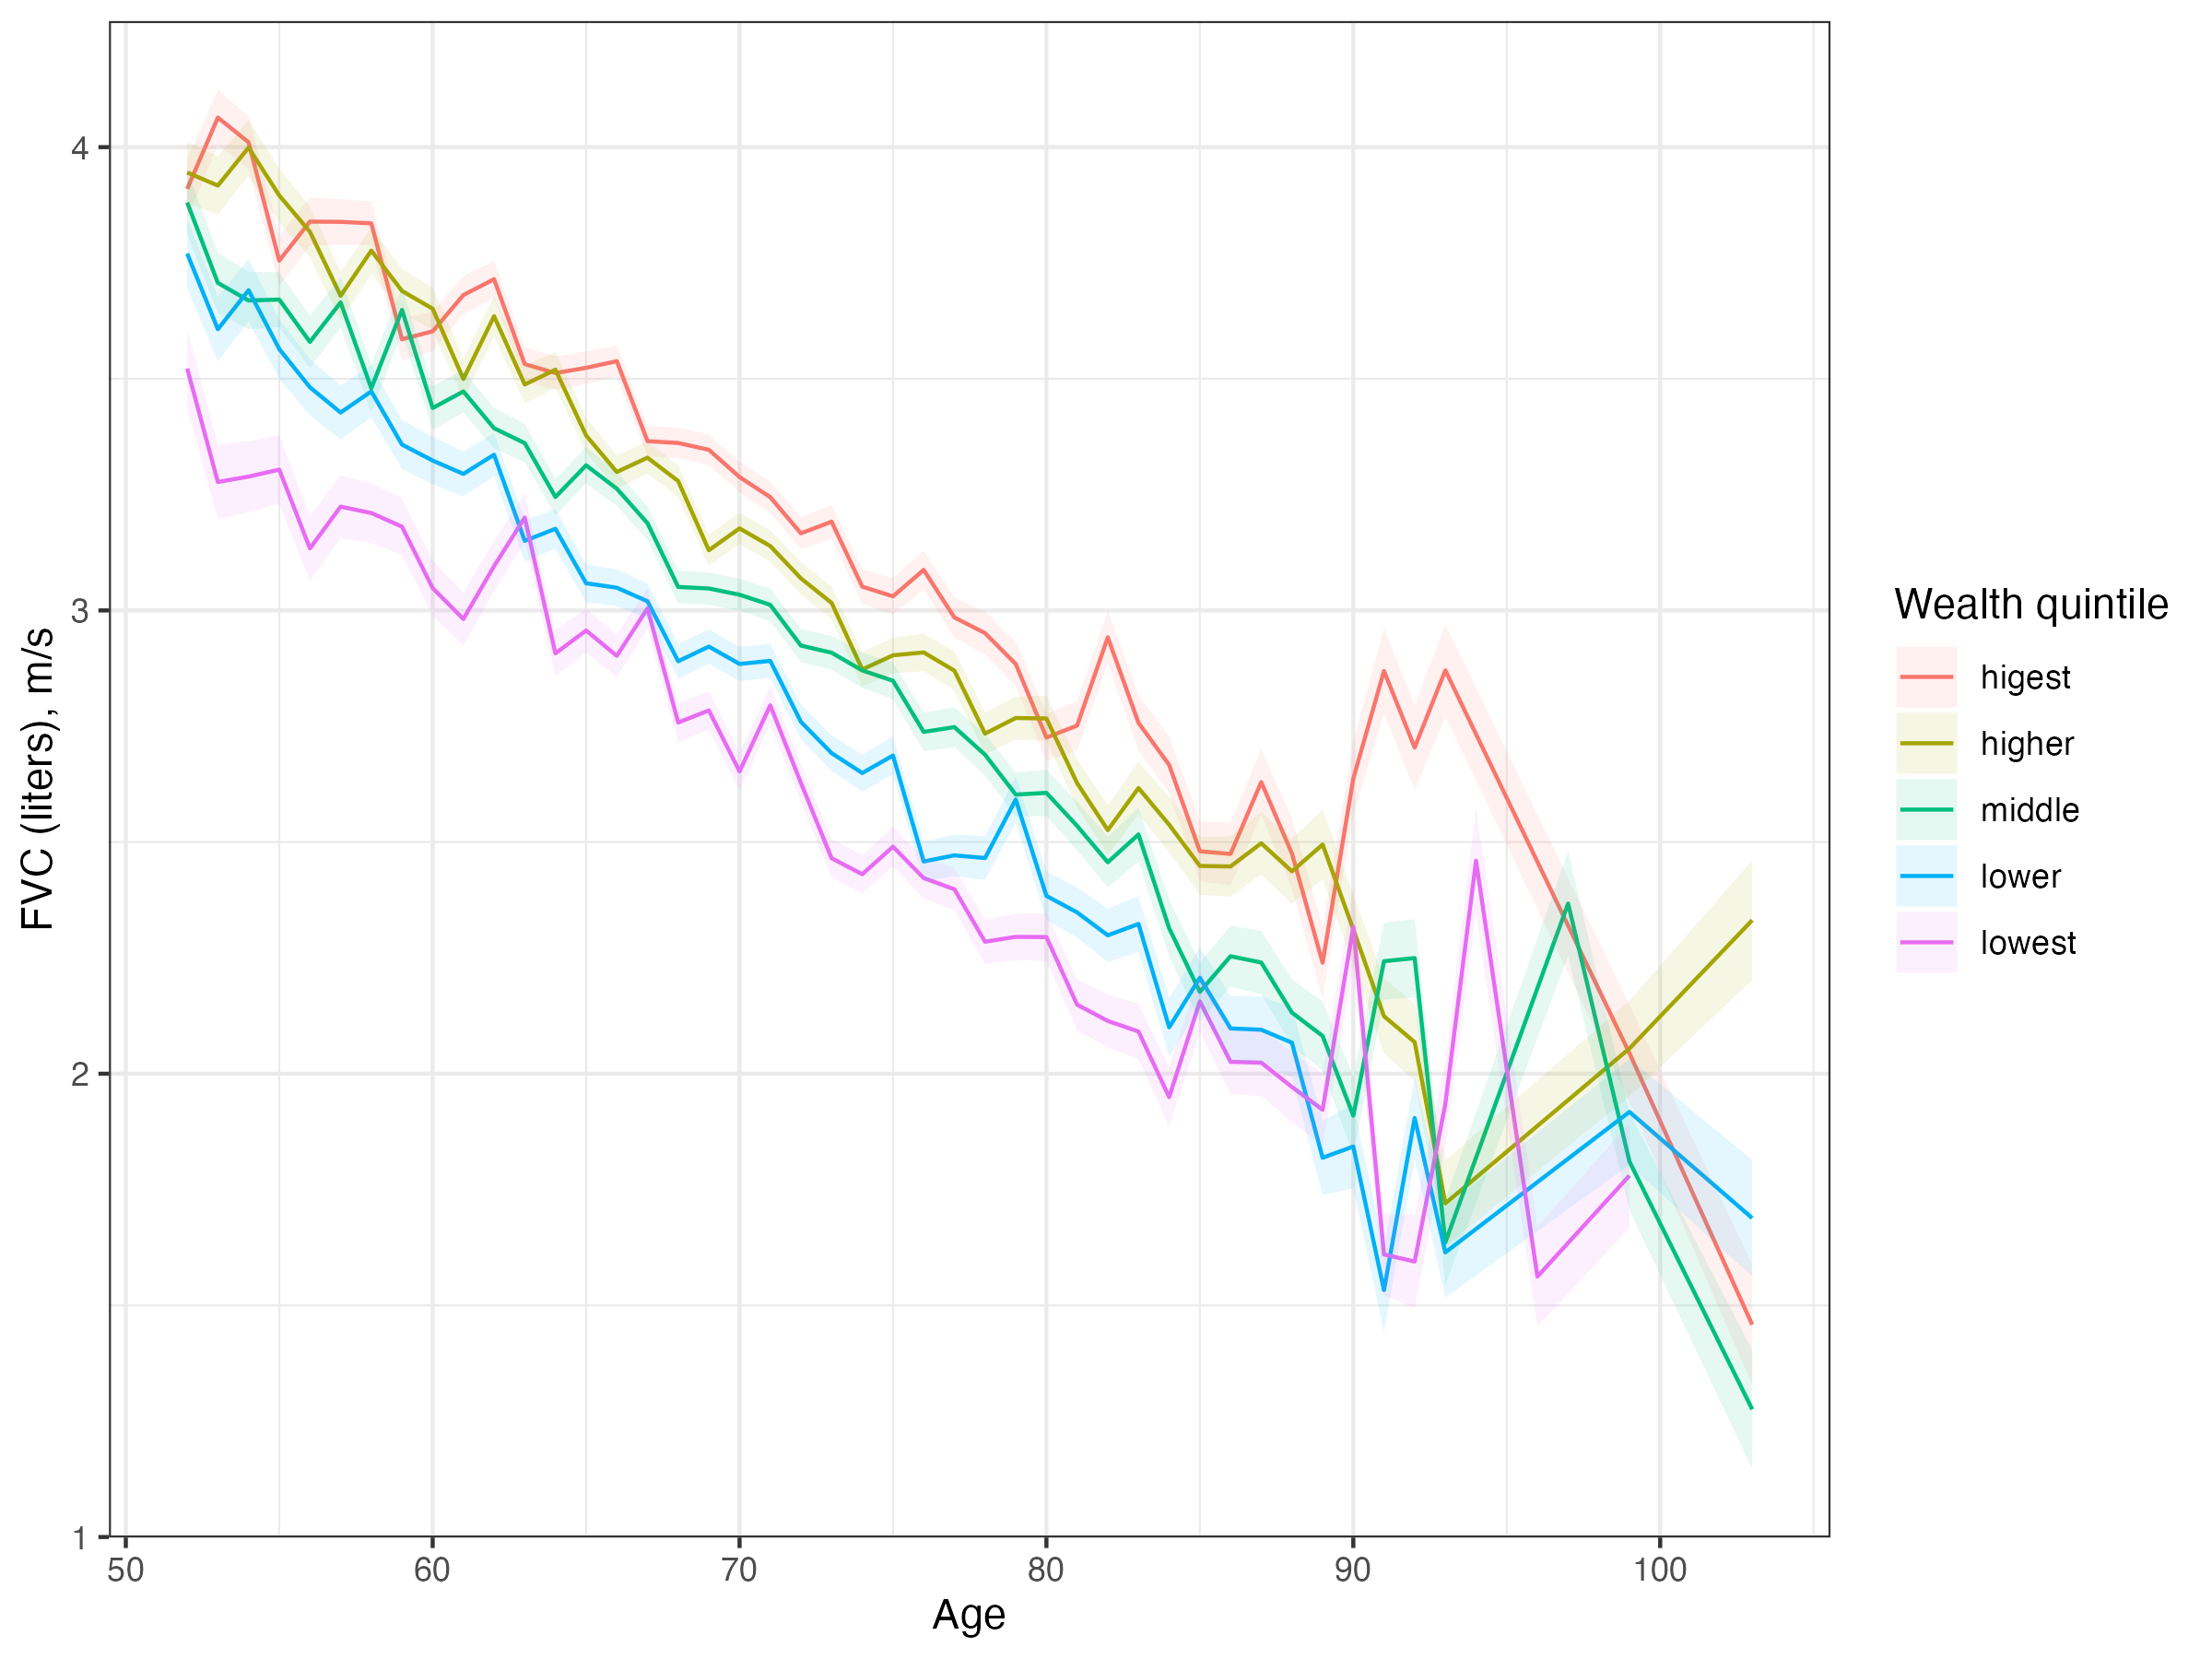 4
3
2
1
50 60 70 80 90 100
Age
FVC (liters), m/s
Wealth quintile
higest
higher
middle
lower
lowest